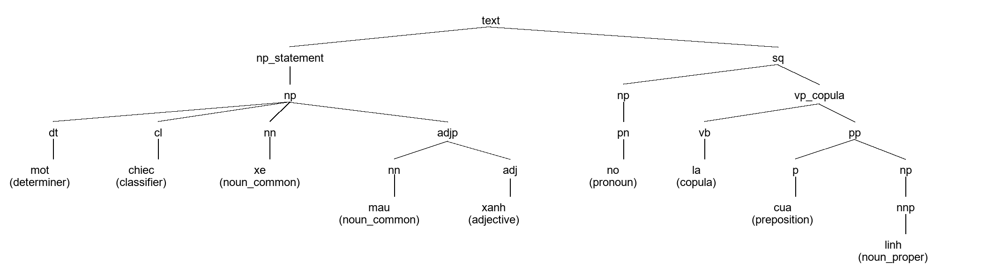 text
np_statement sq
np np vp_copula
dt cl nn adjp pn vb pp
mot chiec xe nn adj no la p np
(determiner) (classifier) (noun_common) (pronoun) (copula)
mau xanh cua nnp
(noun_common) (adjective) (preposition)
linh
(noun_proper)